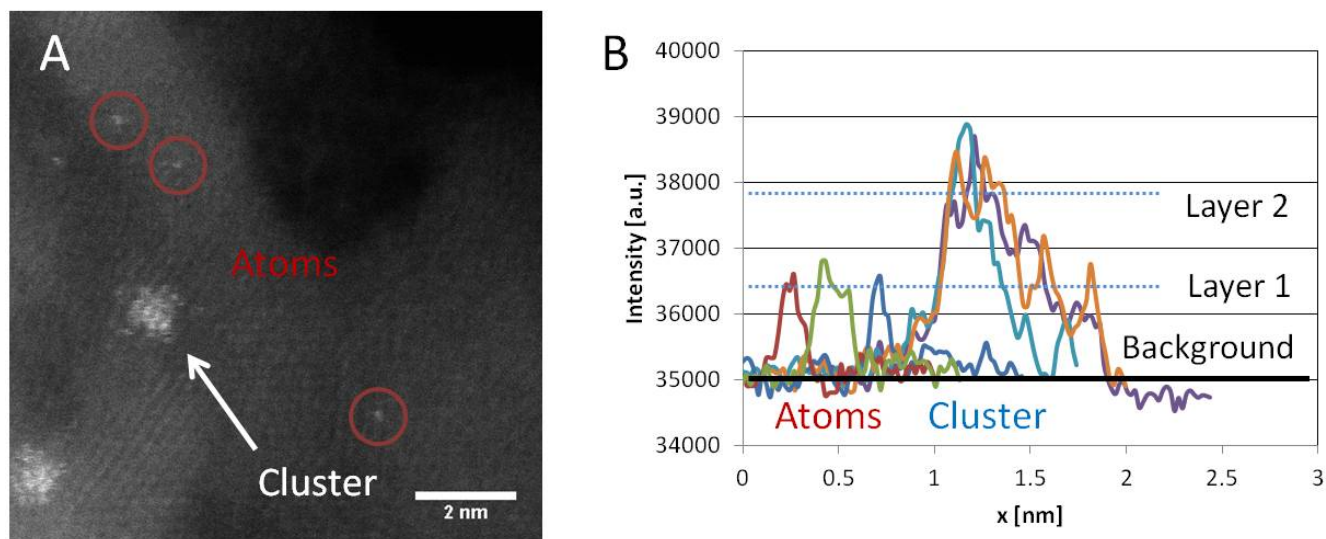 A
Atoms
Cluster
2 nm
B
40000
39000
38000
37000
36000
35000
34000
Intensity [a.u.]
Layer 2
Layer 1
Background
Atoms Cluster
0 0.5 1 1.5 2 2.5 3
x [nm]